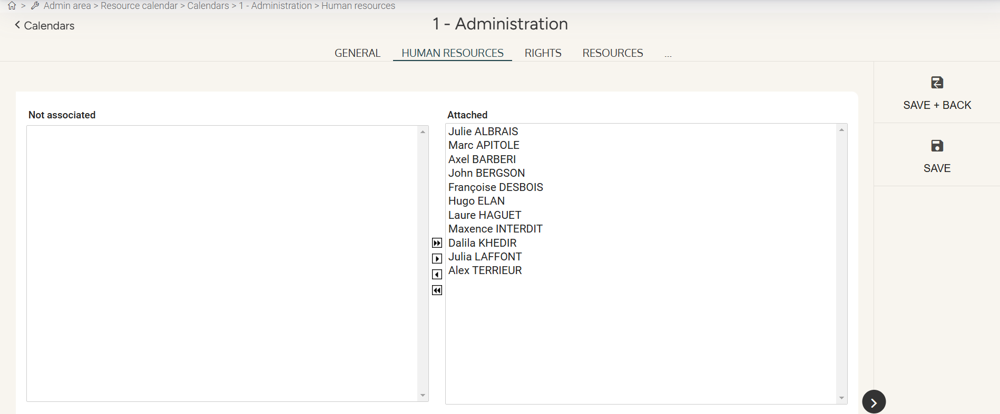 > Admin area > Resource calendar > Calendars > 1 - Administration > Human resources
Calendars
1 - Administration
GENERAL HUMAN RESOURCES RIGHTS RESOURCES ...
SAVE + BACK
SAVE
Not associated
Attached
Julie ALBRAIS
Marc APITOLE
Axel BARBERI
John BERGSON
Françoise DESBOIS
Hugo ELAN
Laure HAGUET
Maxence INTERDIT
Dalila KHEDIR
Julia LAFFONT
Alex TERRIEUR